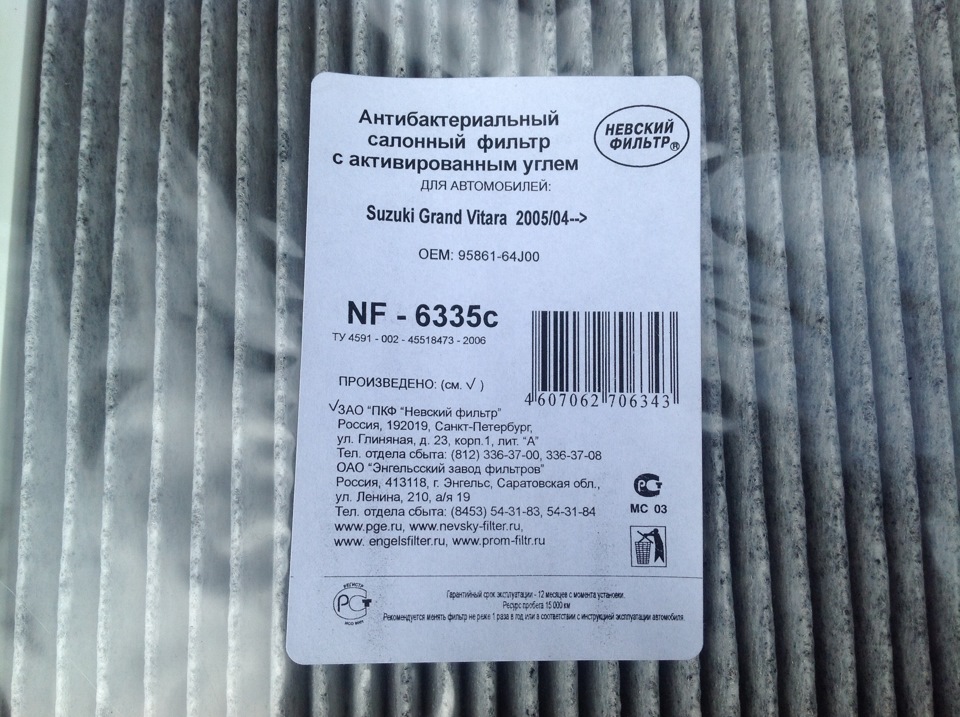 Антибактериальный
салонный фильтр
с активированным углем
НЕВСКИЙ
ФИЛЬТР®
ДЛЯ АВТОМОБИЛЕЙ:
Suzuki Grand Vitara 2005/04-->
OEM: 95861-64J00
NF - 6335c
ТУ 4591 - 002 - 45518473 - 2006
4 607062 706343
ПРОИЗВЕДЕНО: (см. √ )
√ЗАО "ПКФ "Невский фильтр"
Россия, 192019, Санкт-Петербург,
ул. Глиняная, д. 23, корп.1, лит. "А"
Тел. отдела сбыта: (812) 336-37-00, 336-37-08
ОАО "Энгельсский завод фильтров"
Россия, 413118, г. Энгельс, Саратовская обл.,
ул. Ленина, 210, а/я 19
Тел. отдела сбыта: (8453) 54-31-83, 54-31-84
www.pge.ru, www.nevsky-filter.ru,
www. engelsfilter.ru, www.prom-filtr.ru
РСТ
МС 03
РЕГИСТР
РСТ
Гарантийный срок эксплуатации - 12 месяцев с момента установки.
Ресурс пробега 15 000 км
Рекомендуется менять фильтр не реже 1 раза в год или в соответствии с инструкцией эксплуатации автомобиля